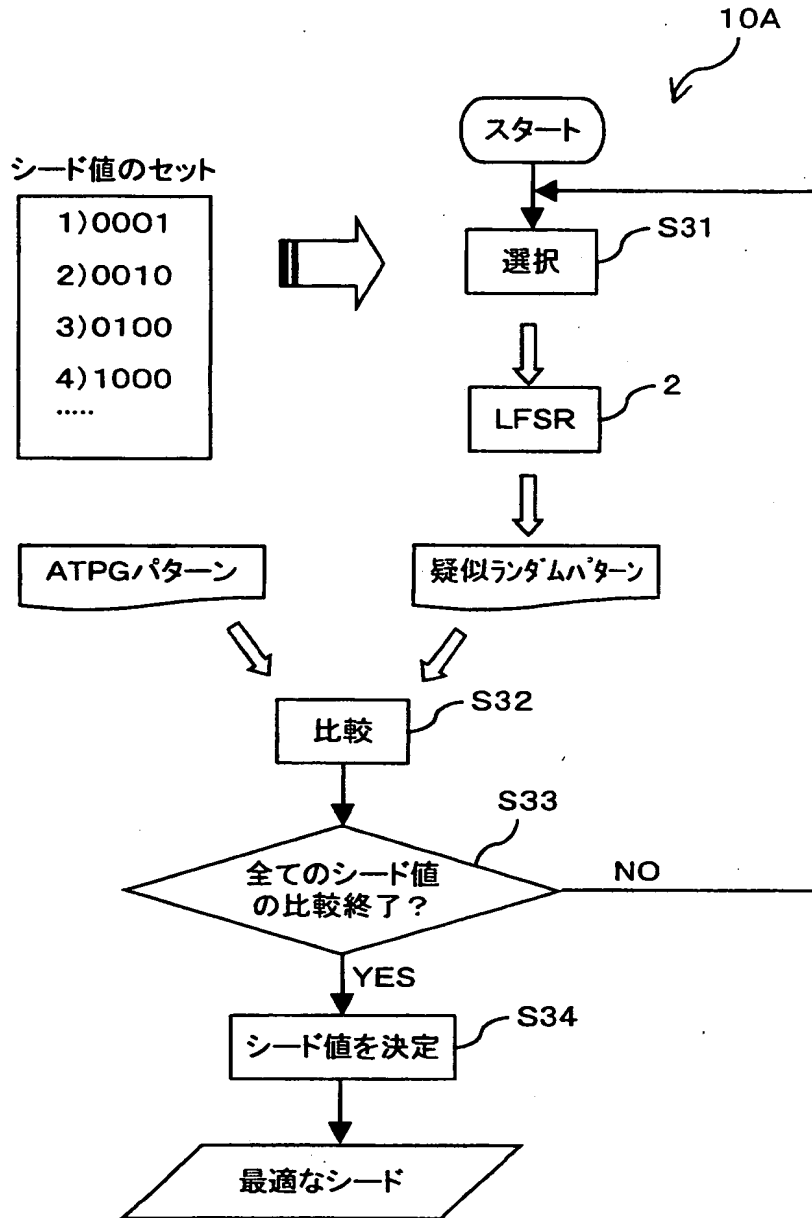 10A
スタート
シード値のセット
1)0001
2)0010
3)0100
4)1000
.....
S31
選択
2
LFSR
ATPGパターン
疑似ランダムパターン
S32
比較
S33
全てのシード値
の比較終了？
NO
YES
S34
シード値を決定
最適なシード